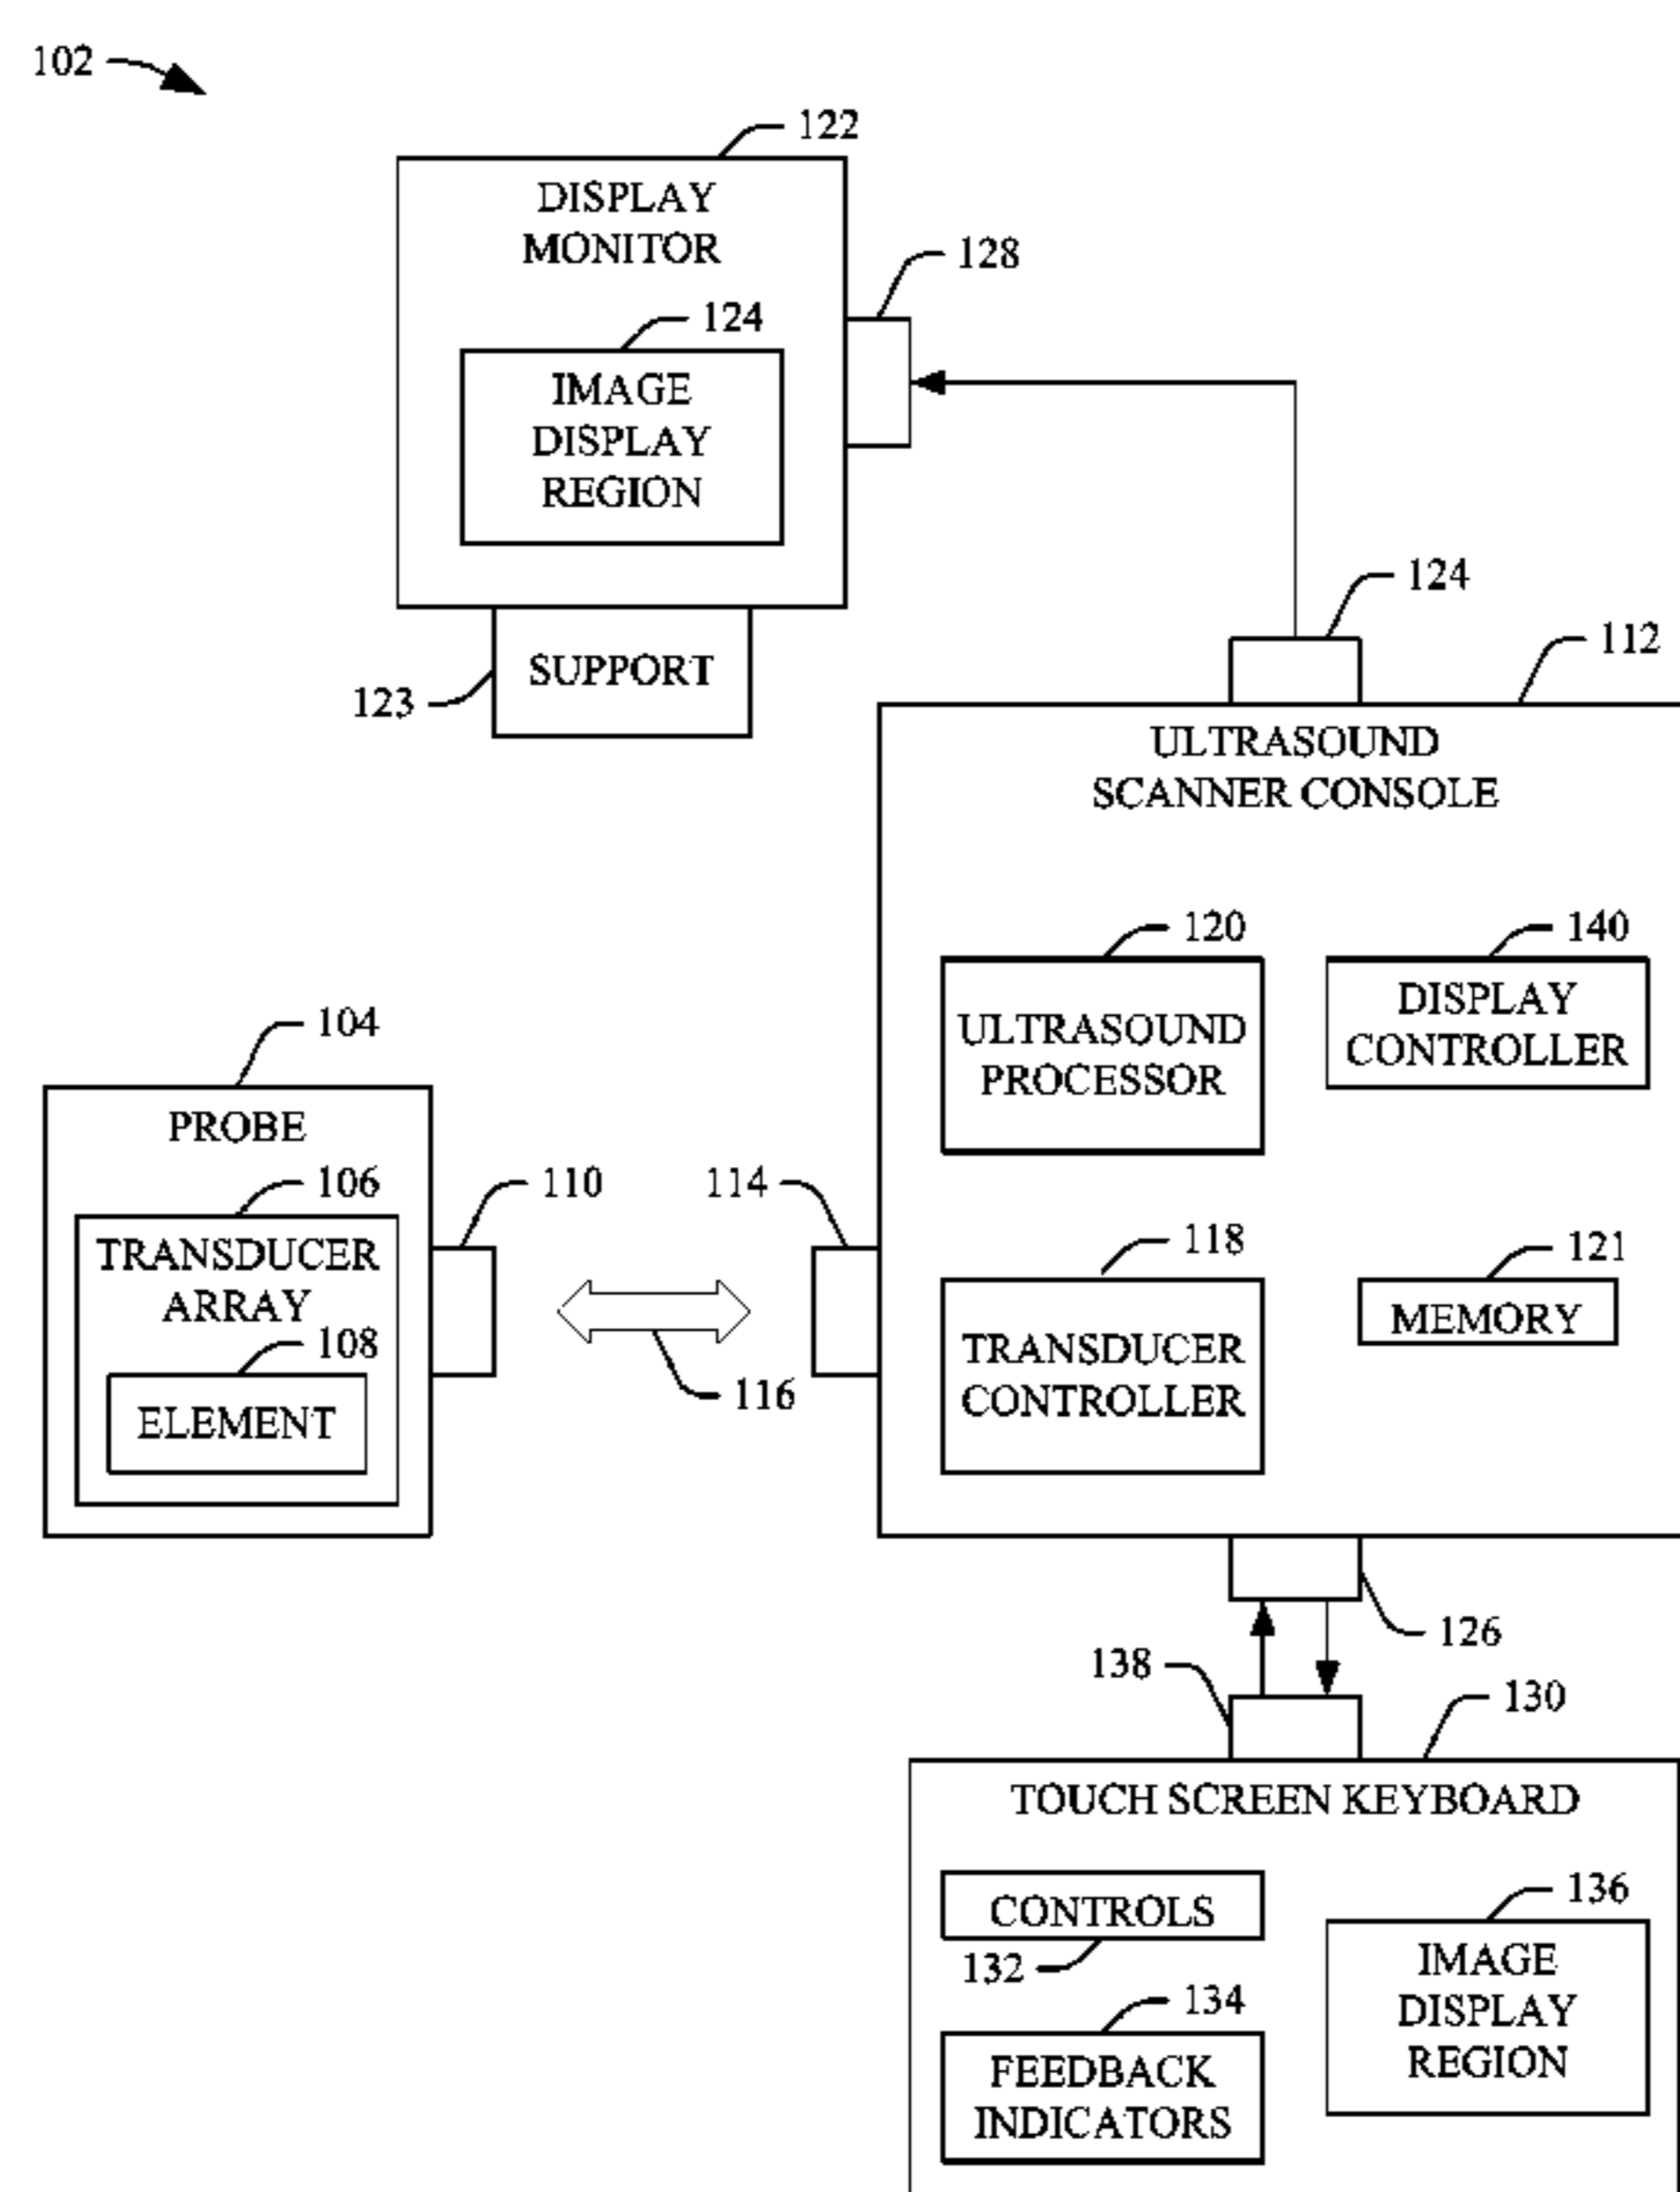 102
122
DISPLAY
MONITOR
128
124
IMAGE
DISPLAY
REGION
124
112
SUPPORT
123
ULTRASOUND
SCANNER CONSOLE
120
140
ULTRASOUND
PROCESSOR
DISPLAY
CONTROLLER
104
PROBE
106
110
114
TRANSDUCER
ARRAY
108
ELEMENT
116
118
121
TRANSDUCER
CONTROLLER
MEMORY
126
138
130
TOUCH SCREEN KEYBOARD
CONTROLS
132
136
IMAGE
DISPLAY
REGION
134
FEEDBACK
INDICATORS